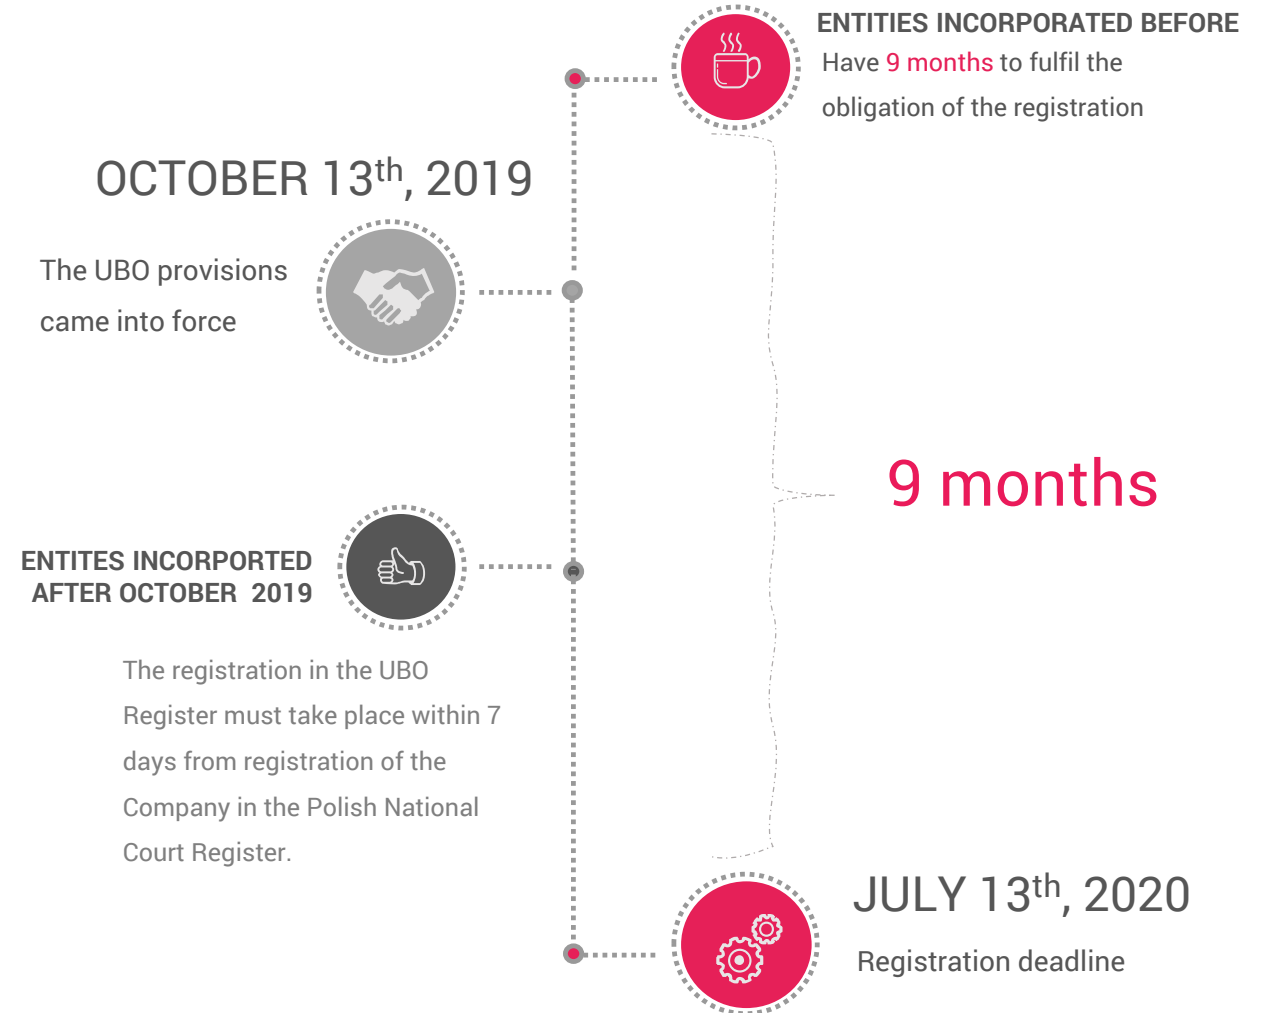 ENTITIES INCORPORATED BEFORE
Have 9 months to fulfil the
obligation of the registration
OCTOBER 13th, 2019
The UBO provisions
came into force
9 months
ENTITES INCORPORTED
AFTER OCTOBER 2019
The registration in the UBO
Register must take place within 7
days from registration of the
Company in the Polish National
Court Register.
JULY 13th, 2020
Registration deadline